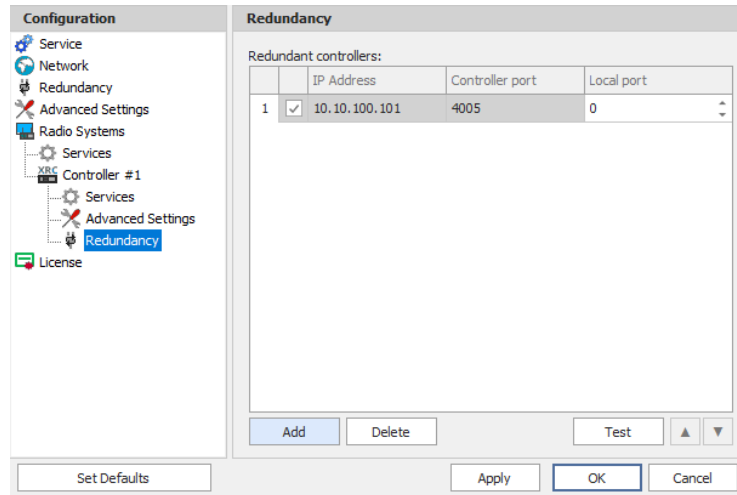 Configuration
Service
Network
Redundancy
Advanced Settings
Radio Systems
Services
XRC Controller #1
Services
Advanced Settings
Redundancy
License
Redundancy
Redundant controllers:
IP Address Controller port Local port
1 10.10.100.101 4005 0
Add Delete Test ▲ ▼
Set Defaults Apply OK Cancel